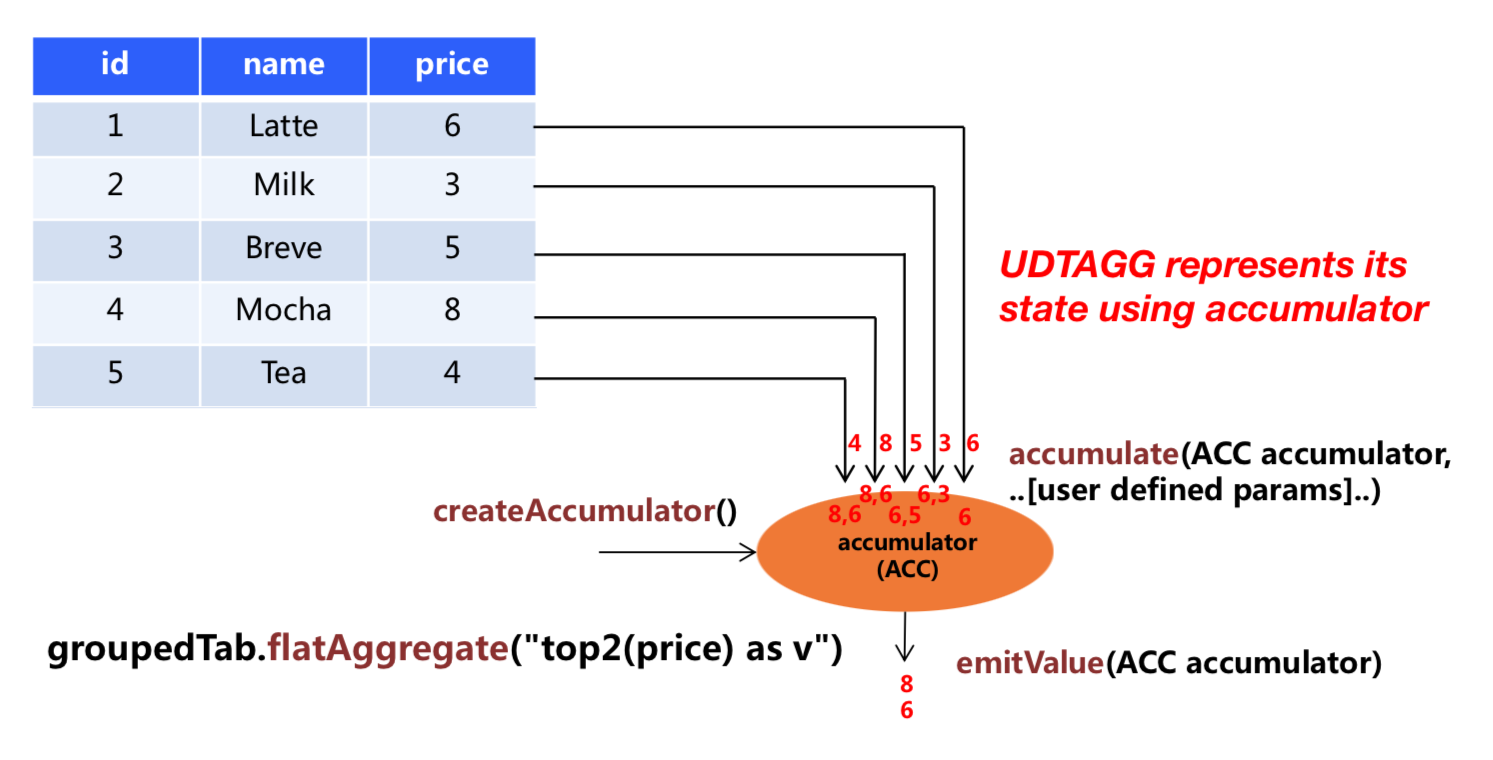 id name price
1 Latte 6
2 Milk 3
3 Breve 5
4 Mocha 8
5 Tea 4
UDTAGG represents its
state using accumulator
4 8 5 3 6
accumulate(ACC accumulator,
..[user defined params]..)
8,6 6,3
8,6 6,5 6
createAccumulator()
accumulator
(ACC)
groupedTab.flatAggregate("top2(price) as v")
emitValue(ACC accumulator)
8
6